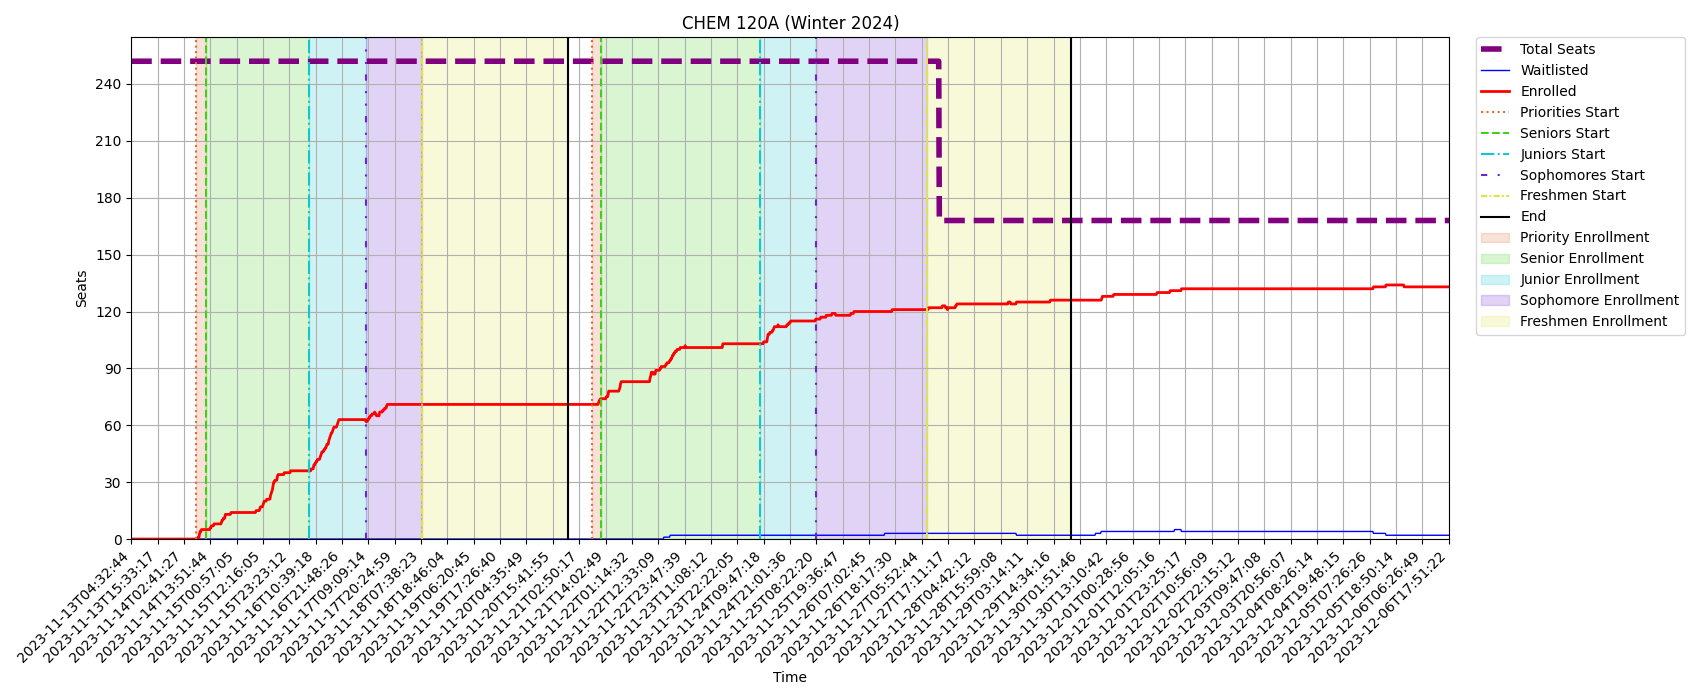 CHEM 120A (Winter 2024)
Seats
240
210
180
150
120
90
60
30
0
2023-11-13T04:32:44
2023-11-13T15:33:17
2023-11-14T02:41:27
2023-11-14T13:51:44
2023-11-15T00:57:05
2023-11-15T12:16:05
2023-11-15T23:23:12
2023-11-16T10:39:18
2023-11-16T21:48:26
2023-11-17T09:09:14
2023-11-17T20:24:59
2023-11-18T07:38:23
2023-11-18T18:46:04
2023-11-19T06:20:45
2023-11-19T17:26:40
2023-11-20T04:35:49
2023-11-20T15:41:55
2023-11-21T02:50:17
2023-11-21T14:02:49
2023-11-22T01:14:32
2023-11-22T12:33:09
2023-11-22T23:47:39
2023-11-23T11:08:12
2023-11-23T22:22:05
2023-11-24T09:47:18
2023-11-24T21:01:36
2023-11-25T08:22:20
2023-11-25T19:36:47
2023-11-26T07:02:45
2023-11-26T18:17:30
2023-11-27T05:52:44
2023-11-27T17:11:17
2023-11-28T04:42:12
2023-11-28T15:59:08
2023-11-29T03:14:11
2023-11-29T14:34:16
2023-11-30T01:51:46
2023-11-30T13:10:42
2023-12-01T00:28:56
2023-12-01T12:05:16
2023-12-01T23:25:17
2023-12-02T10:56:09
2023-12-02T22:15:12
2023-12-03T09:47:08
2023-12-03T20:56:07
2023-12-04T08:26:14
2023-12-04T19:48:15
2023-12-05T07:26:26
2023-12-05T18:50:14
2023-12-06T06:26:49
2023-12-06T17:51:22
Time
Total Seats
Waitlisted
Enrolled
Priorities Start
Seniors Start
Juniors Start
Sophomores Start
Freshmen Start
End
Priority Enrollment
Senior Enrollment
Junior Enrollment
Sophomore Enrollment
Freshmen Enrollment